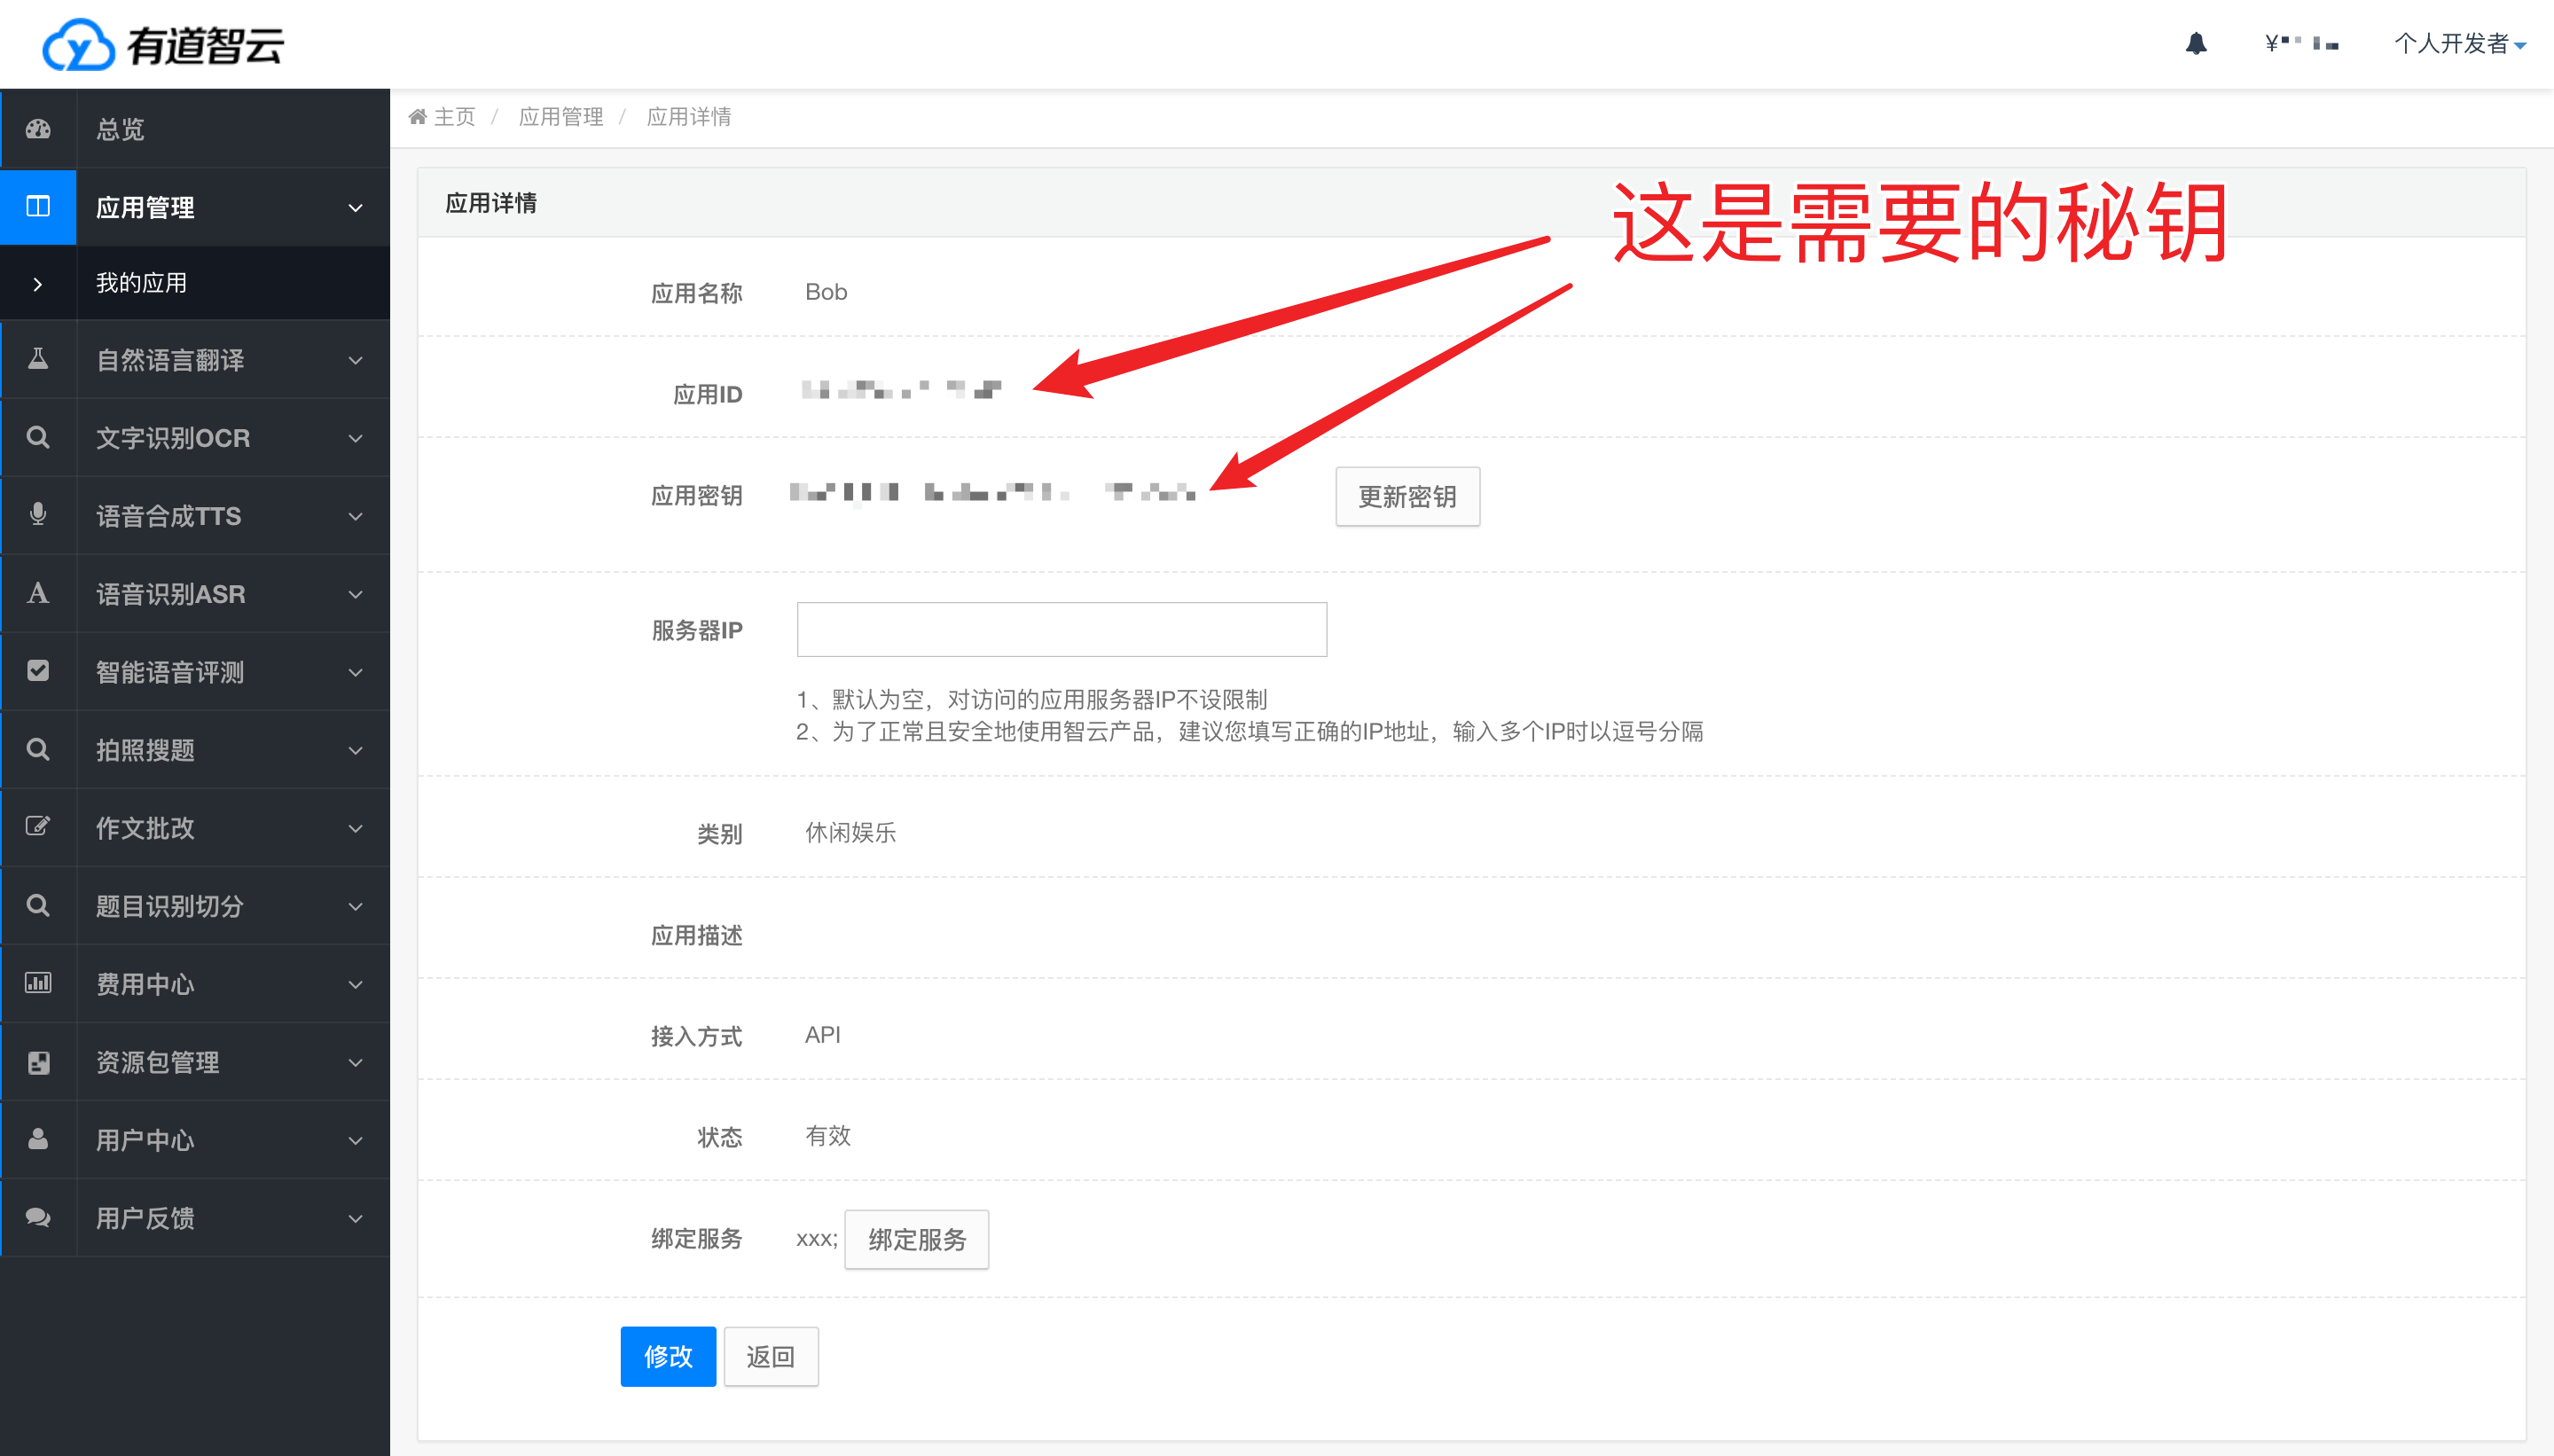 有道智云
¥
个人开发者
主页 / 应用管理 / 应用详情
总览
应用管理
我的应用
自然语言翻译
文字识别OCR
语音合成TTS
语音识别ASR
智能语音评测
拍照搜题
作文批改
题目识别切分
费用中心
资源包管理
用户中心
用户反馈
应用详情
这是需要的秘钥
应用名称 Bob
应用ID
应用密钥 更新密钥
服务器IP
1、默认为空，对访问的应用服务器IP不设限制
2、为了正常且安全地使用智云产品，建议您填写正确的IP地址，输入多个IP时以逗号分隔
类别 休闲娱乐
应用描述
接入方式 API
状态 有效
绑定服务 xxx; 绑定服务
修改 返回